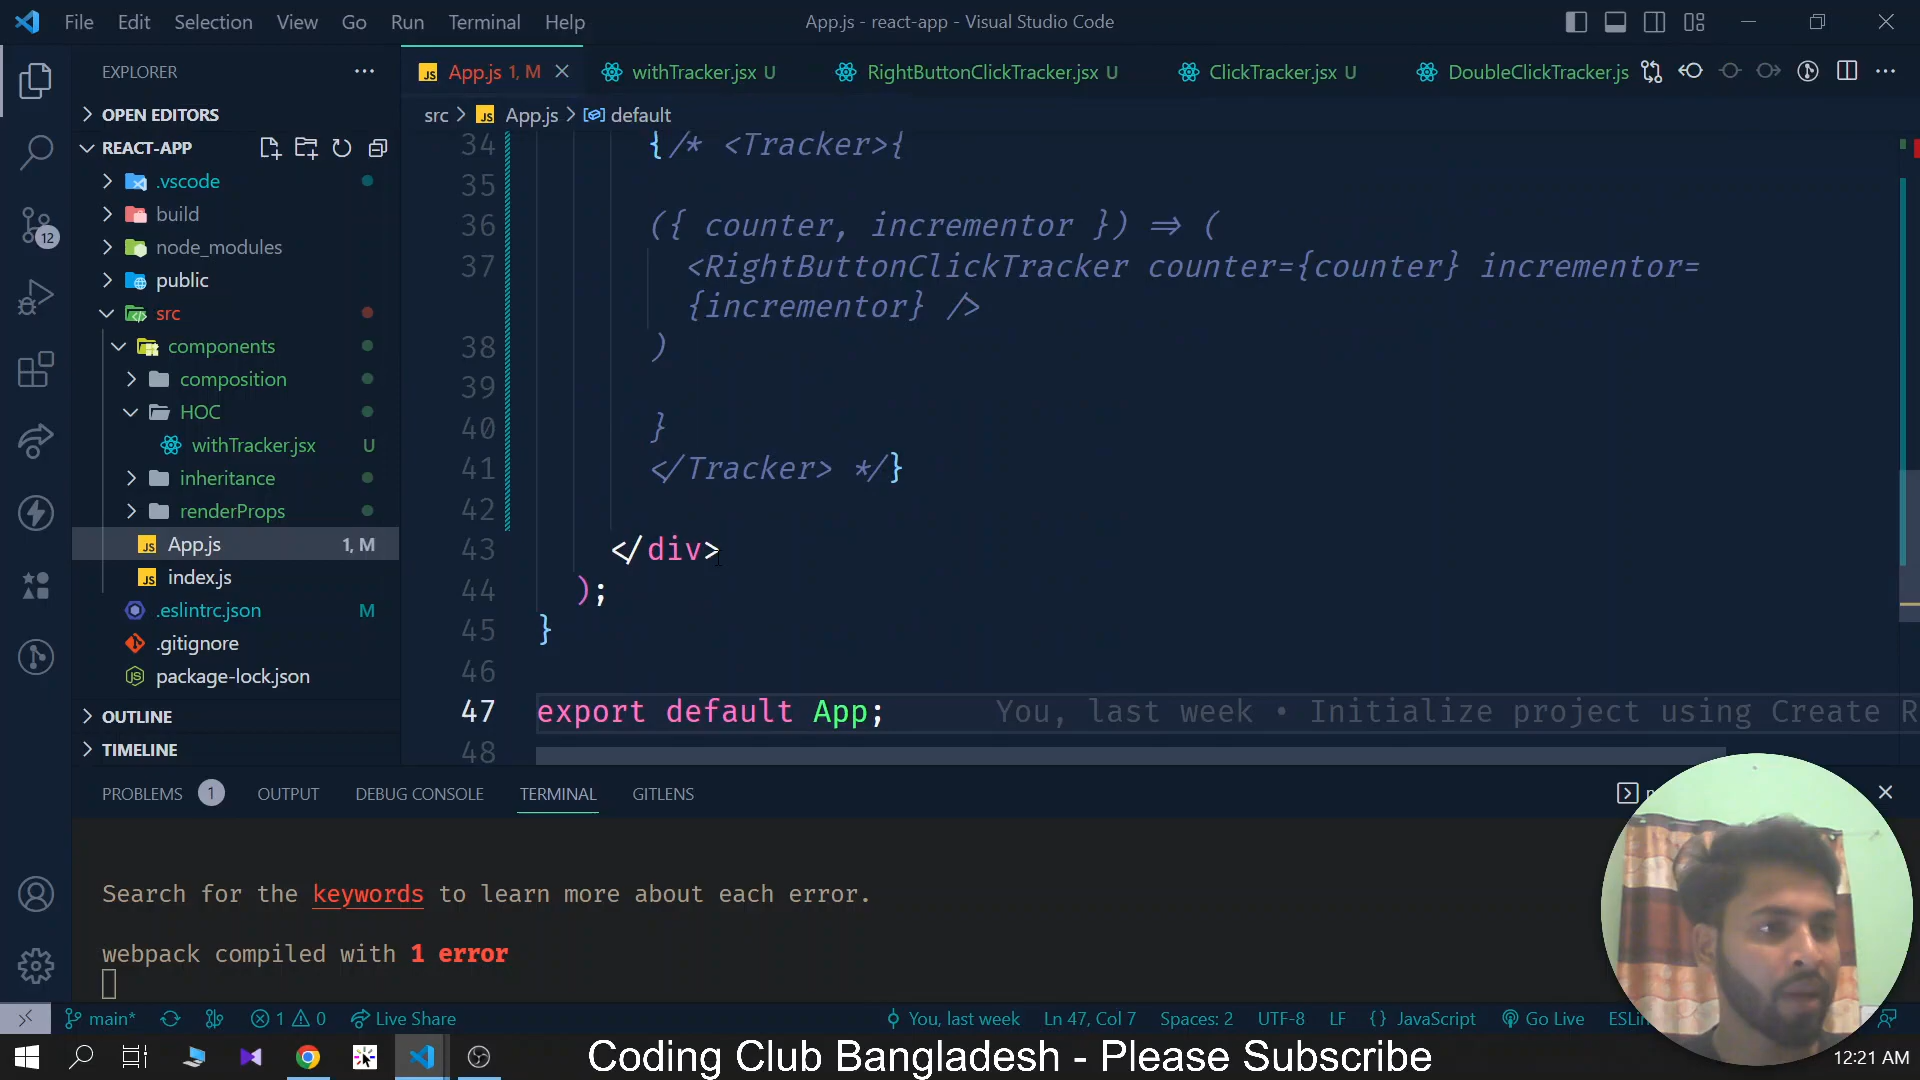 File Edit Selection View Go Run Terminal Help
App.js - react-app - Visual Studio Code
EXPLORER
App.js 1, M
withTracker.jsx U
RightButtonClickTracker.jsx U
ClickTracker.jsx U
DoubleClickTracker.js
OPEN EDITORS
src > App.js > default
REACT-APP
.vscode
build
node_modules
public
src
components
composition
HOC
withTracker.jsx U
inheritance
renderProps
App.js 1, M
index.js
.eslintrc.json M
.gitignore
package-lock.json
OUTLINE
TIMELINE
12
34 {/* <Tracker>{
35
36 ({ counter, incrementor }) => (
37 <RightButtonClickTracker counter={counter} incrementor=
{incrementor} />
38 )
39
40 }
41 </Tracker> */}
42
43 </div>
44 );
45 }
46
47 export default App; You, last week • Initialize project using Create R
48
PROBLEMS 1 OUTPUT DEBUG CONSOLE TERMINAL GITLENS
Search for the keywords to learn more about each error.
webpack compiled with 1 error
main* 1 0 Live Share You, last week Ln 47, Col 7 Spaces: 2 UTF-8 LF {} JavaScript Go Live
Coding Club Bangladesh - Please Subscribe
12:21 AM